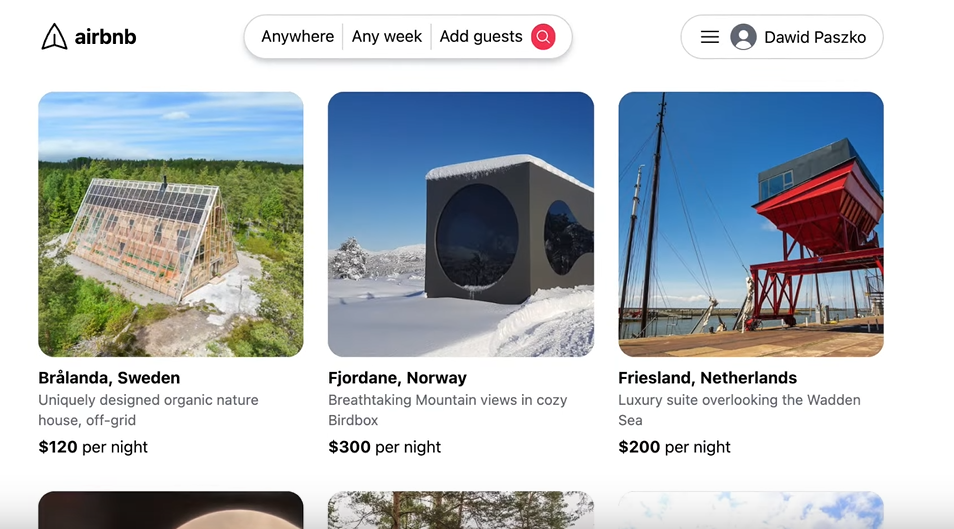 airbnb
Anywhere Any week Add guests
Dawid Paszko
Brålanda, Sweden
Uniquely designed organic nature
house, off-grid
$120 per night
Fjordane, Norway
Breathtaking Mountain views in cozy
Birdbox
$300 per night
Friesland, Netherlands
Luxury suite overlooking the Wadden
Sea
$200 per night